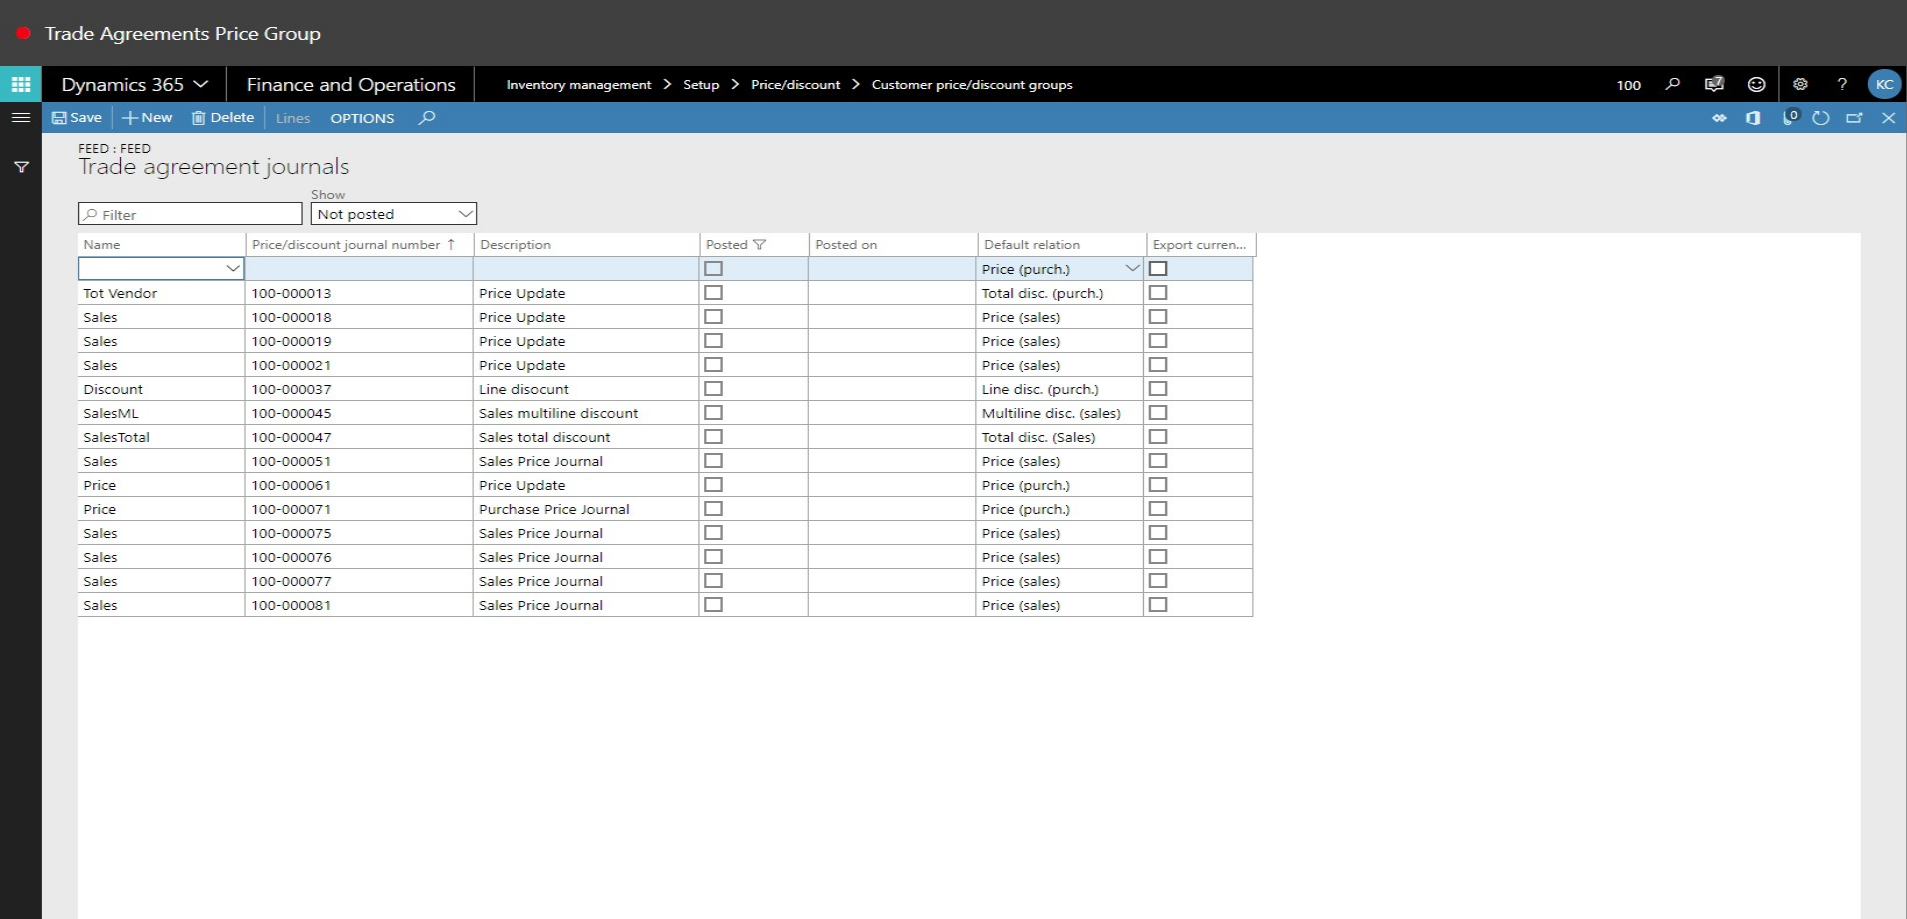 Trade Agreements Price Group
Dynamics 365 Finance and Operations Inventory management > Setup > Price/discount > Customer price/discount groups 100 7 ? KC
Save + New Delete Lines OPTIONS 0
FEED : FEED
Trade agreement journals
Show
Filter Not posted
Name Price/discount journal number ↑ Description Posted Posted on Default relation Export curren...
Price (purch.)
Tot Vendor 100-000013 Price Update Total disc. (purch.)
Sales 100-000018 Price Update Price (sales)
Sales 100-000019 Price Update Price (sales)
Sales 100-000021 Price Update Price (sales)
Discount 100-000037 Line disocunt Line disc. (purch.)
SalesML 100-000045 Sales multiline discount Multiline disc. (sales)
SalesTotal 100-000047 Sales total discount Total disc. (Sales)
Sales 100-000051 Sales Price Journal Price (sales)
Price 100-000061 Price Update Price (purch.)
Price 100-000071 Purchase Price Journal Price (purch.)
Sales 100-000075 Sales Price Journal Price (sales)
Sales 100-000076 Sales Price Journal Price (sales)
Sales 100-000077 Sales Price Journal Price (sales)
Sales 100-000081 Sales Price Journal Price (sales)